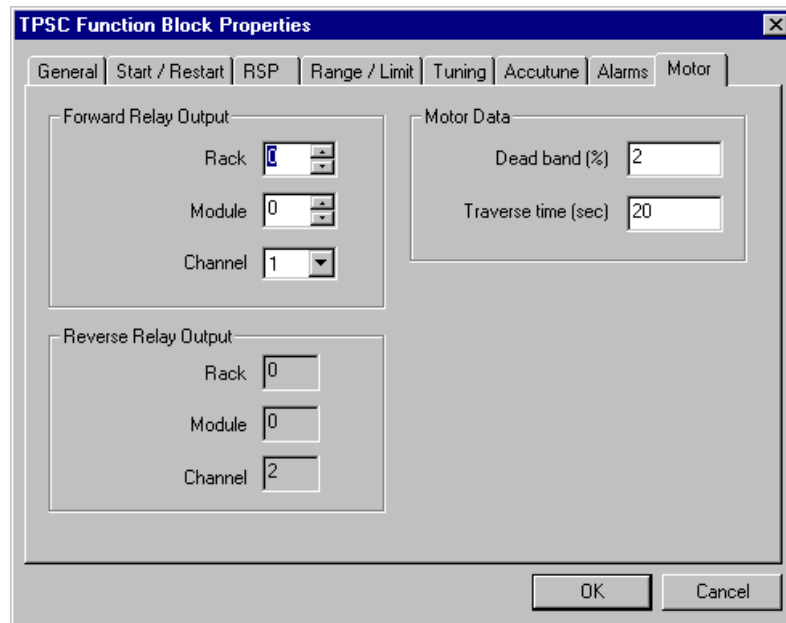 TPSC Function Block Properties
General Start / Restart RSP Range / Limit Tuning Accutune Alarms Motor
Forward Relay Output
Rack 0
Module 0
Channel 1
Reverse Relay Output
Rack 0
Module 0
Channel 2
Motor Data
Dead band (%) 2
Traverse time (sec) 20
OK Cancel